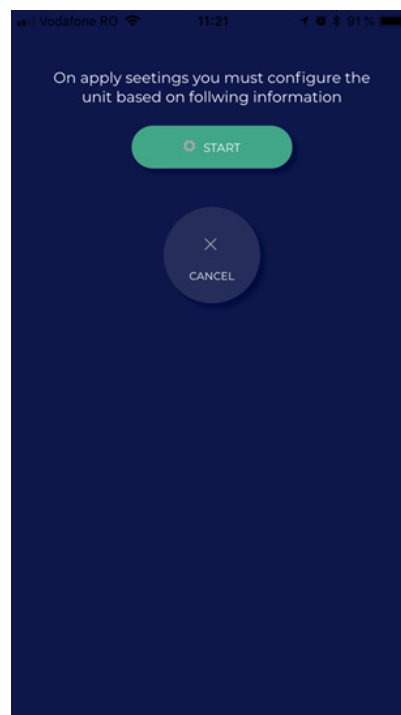 Vodafone RO 11:21 91 %
On apply seetings you must configure the
unit based on follwing information
START
CANCEL